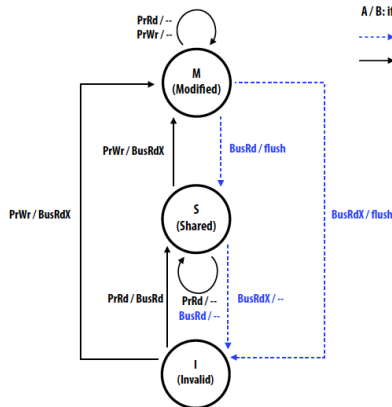 PrRd / --
PrWr / --
A / B: if
M
(Modified)
PrWr / BusRdX
BusRd / flush
PrWr / BusRdX
BusRdX / flush
S
(Shared)
PrRd / BusRd
PrRd / --
BusRd / --
BusRdX / --
I
(Invalid)